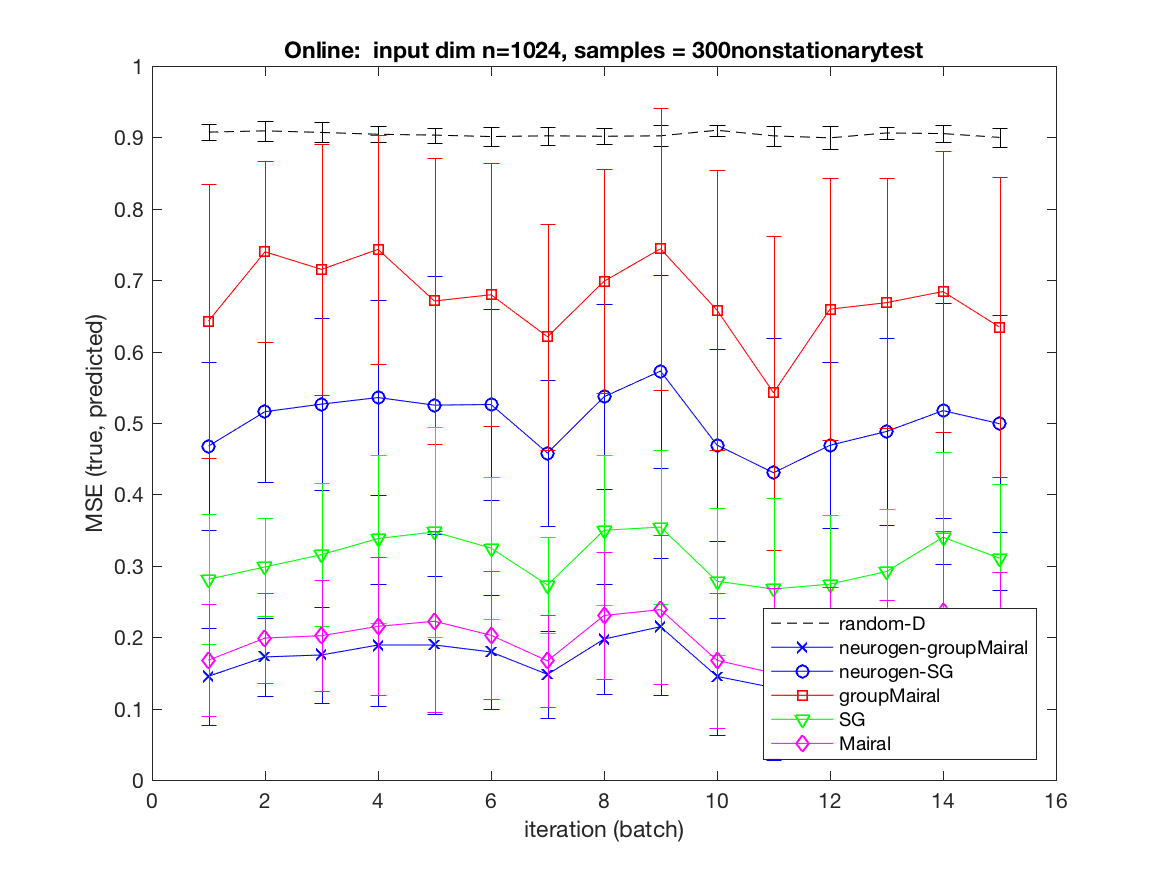 Online:  input dim n=1024, samples = 300nonstationarytest
MSE (true, predicted)
1
0.9
0.8
0.7
0.6
0.5
0.4
0.3
0.2
0.1
0
0 2 4 6 8 10 12 14 16
iteration (batch)
random-D
neurogen-groupMairal
neurogen-SG
groupMairal
SG
Mairal